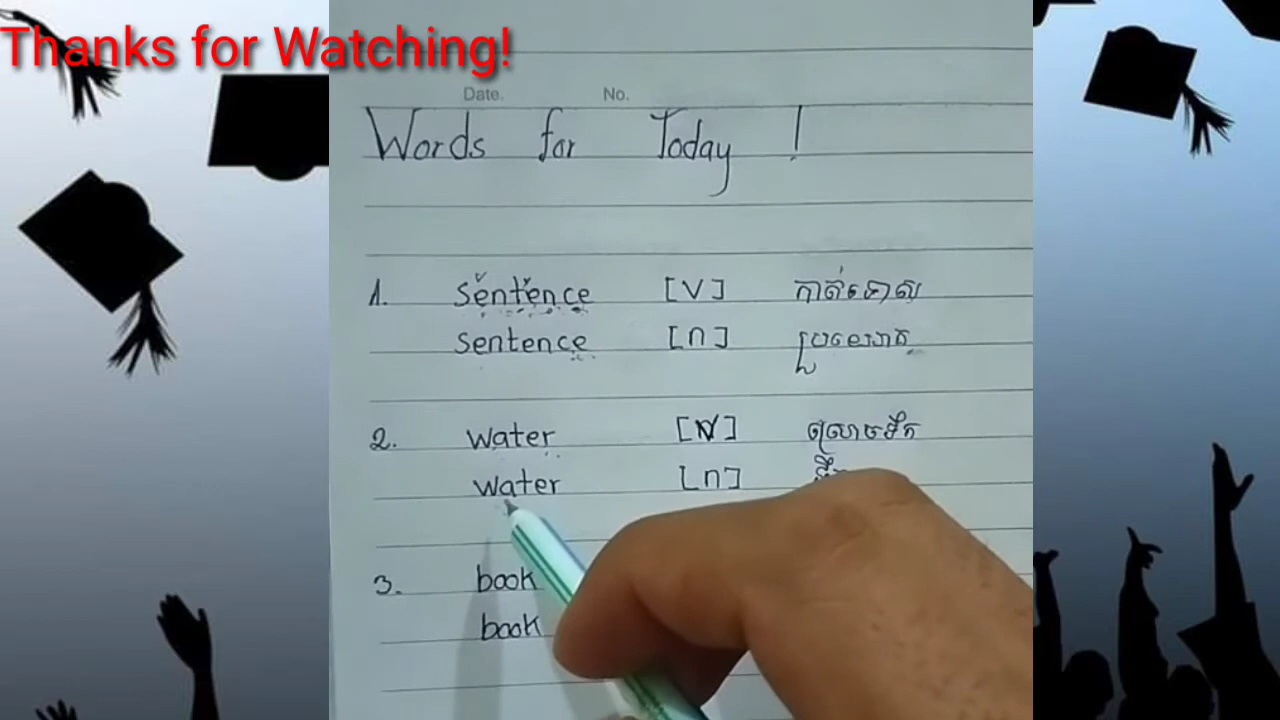 Thanks for Watching!
Date. No.
Words for Today !
1. sentence [v] កាត់ទោស
sentence [n] ប្រយោគ
2. water [v] ស្រោចទឹក
water [n]
3. book
book